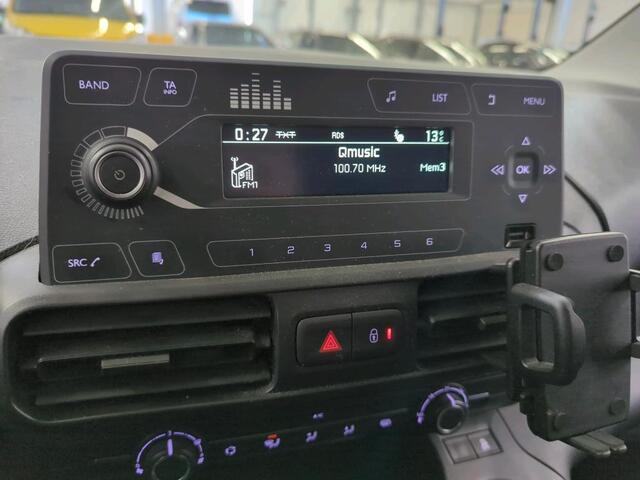 BAND
TA
INFO
LIST
MENU
0:27 TXT RDS 13°C
Qmusic
100.70 MHz
Mem3
FM1
OK
SRC
1 2 3 4 5 6
A/C